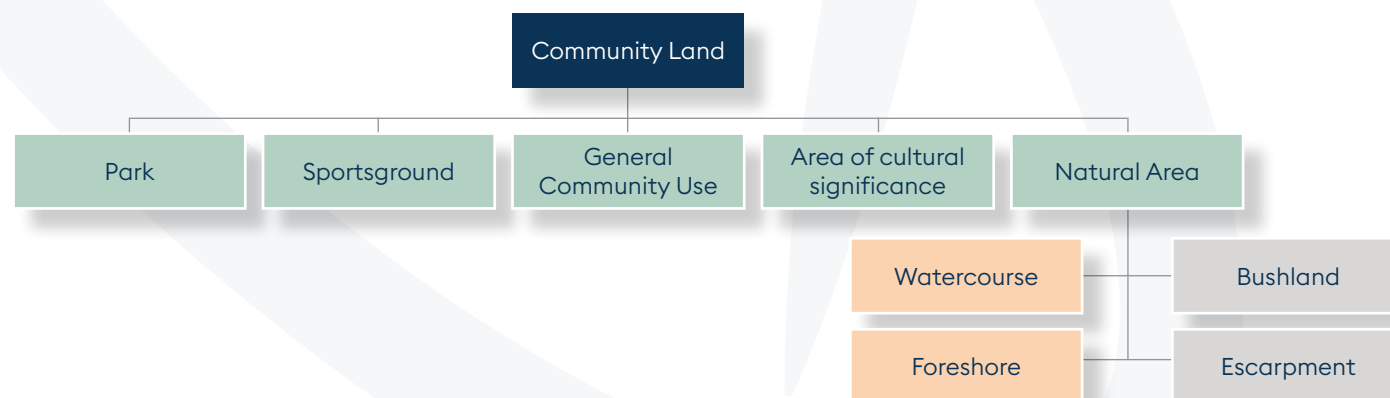 Community Land
Park
Sportsground
General
Community Use
Area of cultural
significance
Natural Area
Watercourse
Bushland
Foreshore
Escarpment